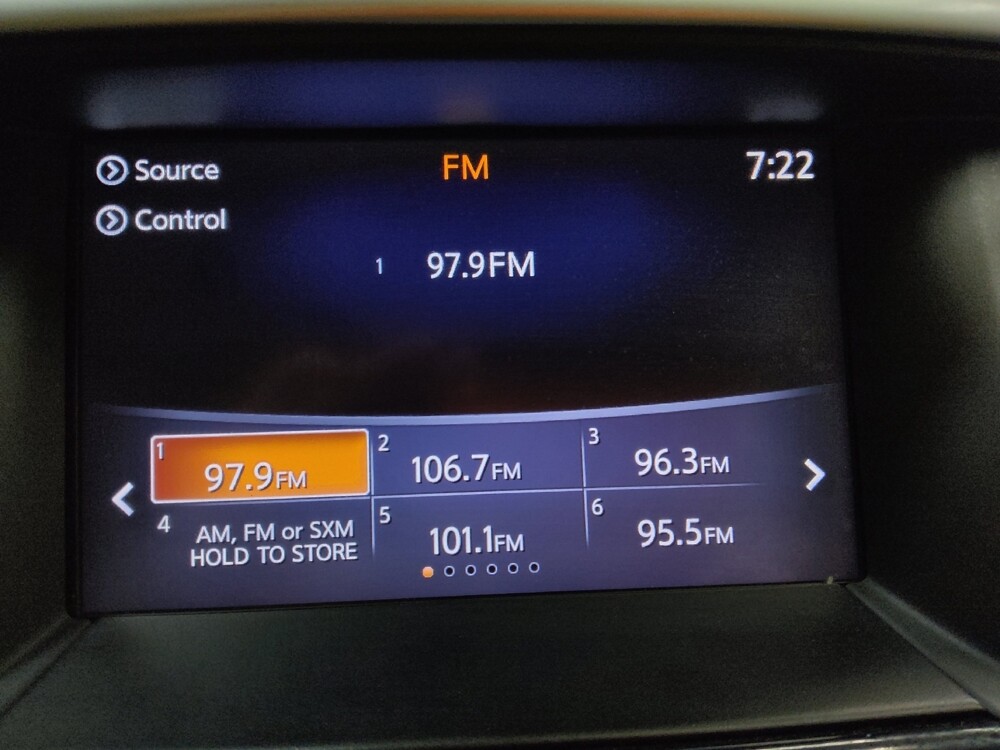 Source
FM
7:22
Control
1 97.9FM
1 97.9FM
2 106.7FM
3 96.3FM
4 AM, FM or SXM
HOLD TO STORE
5 101.1FM
6 95.5FM